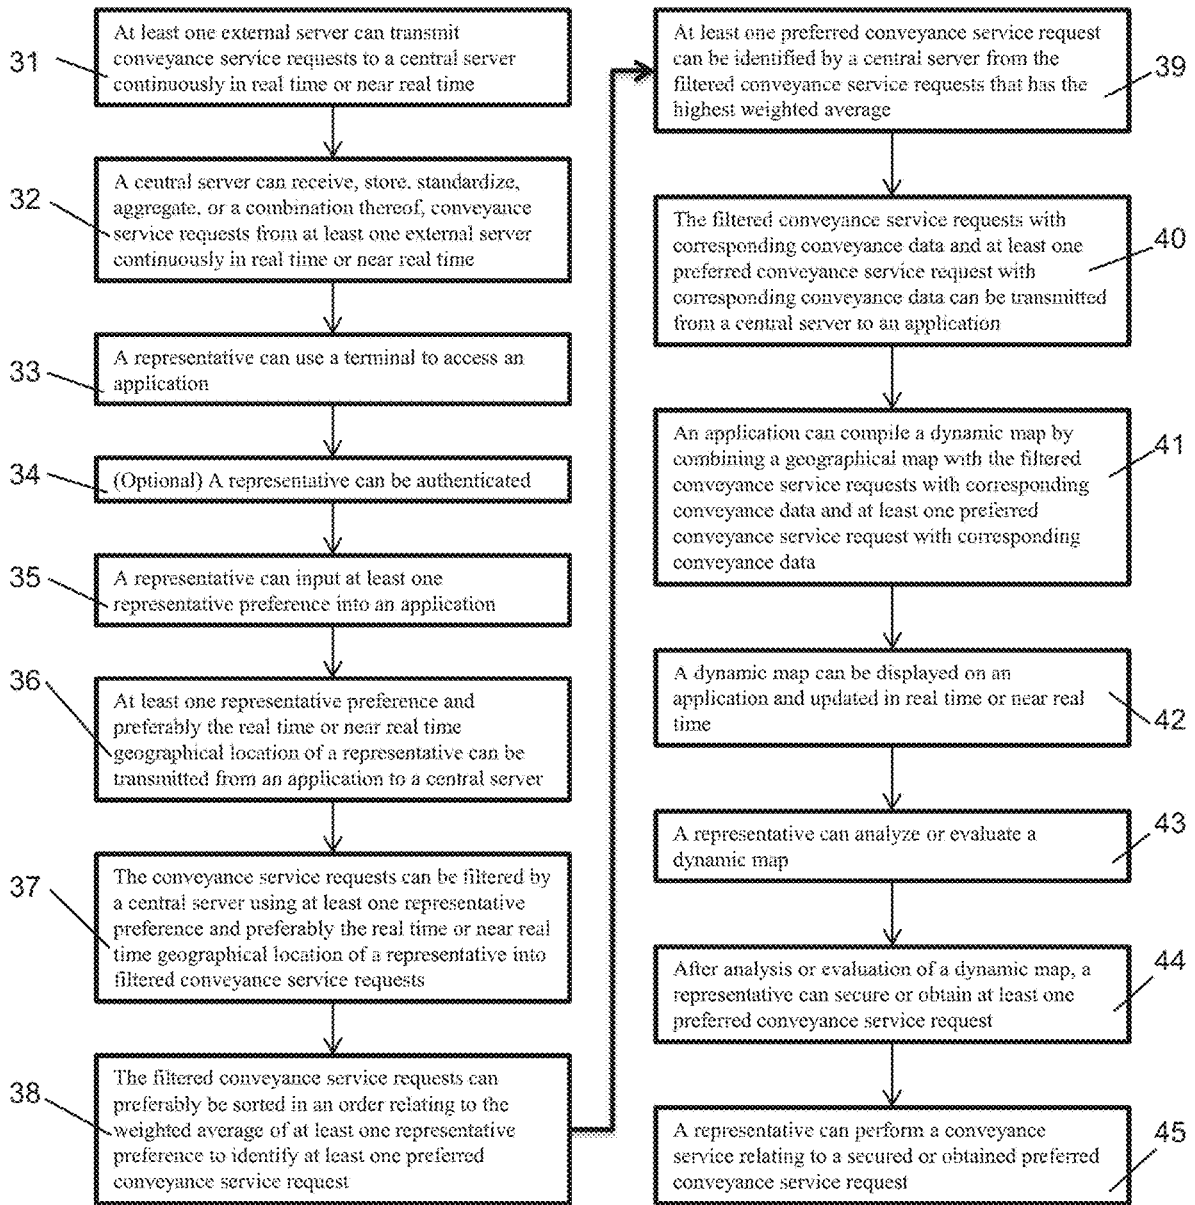 31
At least one external server can transmit
conveyance service requests to a central server
continuously in real time or near real time
32
A central server can receive, store, standardize,
aggregate, or a combination thereof, conveyance
service requests from at least one external server
continuously in real time or near real time
33
A representative can use a terminal to access an
application
34
(Optional) A representative can be authenticated
35
A representative can input at least one
representative preference into an application
36
At least one representative preference and
preferably the real time or near real time
geographical location of a representative can be
transmitted from an application to a central server
37
The conveyance service requests can be filtered by
a central server using at least one representative
preference and preferably the real time or near real
time geographical location of a representative into
filtered conveyance service requests
38
The filtered conveyance service requests can
preferably be sorted in an order relating to the
weighted average of at least one representative
preference to identify at least one preferred
conveyance service request
At least one preferred conveyance service request
can be identified by a central server from the
filtered conveyance service requests that has the
highest weighted average
39
The filtered conveyance service requests with
corresponding conveyance data and at least one
preferred conveyance service request with
corresponding conveyance data can be transmitted
from a central server to an application
40
An application can compile a dynamic map by
combining a geographical map with the filtered
conveyance service requests with corresponding
conveyance data and at least one preferred
conveyance service request with corresponding
conveyance data
41
A dynamic map can be displayed on an
application and updated in real time or near real
time
42
A representative can analyze or evaluate a
dynamic map
43
After analysis or evaluation of a dynamic map, a
representative can secure or obtain at least one
preferred conveyance service request
44
A representative can perform a conveyance
service relating to a secured or obtained preferred
conveyance service request
45